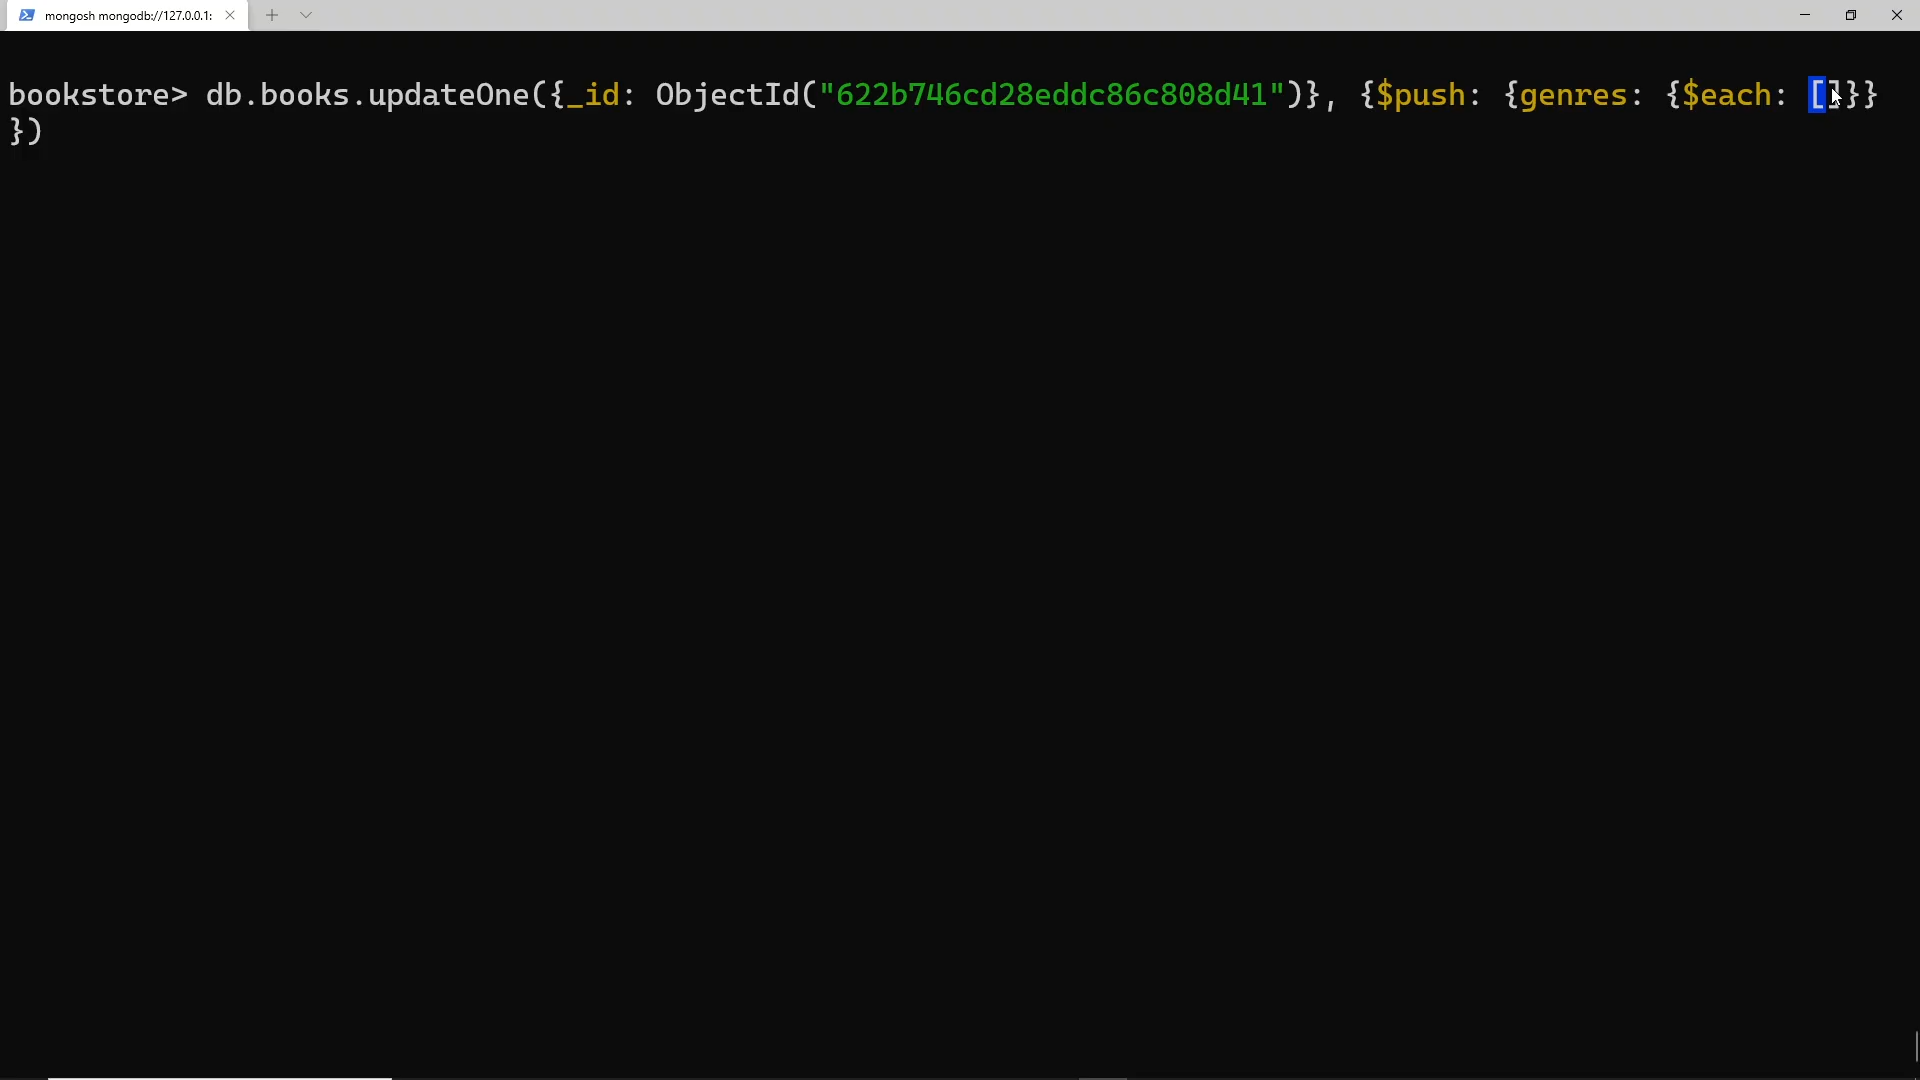 mongosh mongodb://127.0.0.1:
bookstore> db.books.updateOne({_id: ObjectId("622b746cd28eddc86c808d41")}, {$push: {genres: {$each: []}}
})